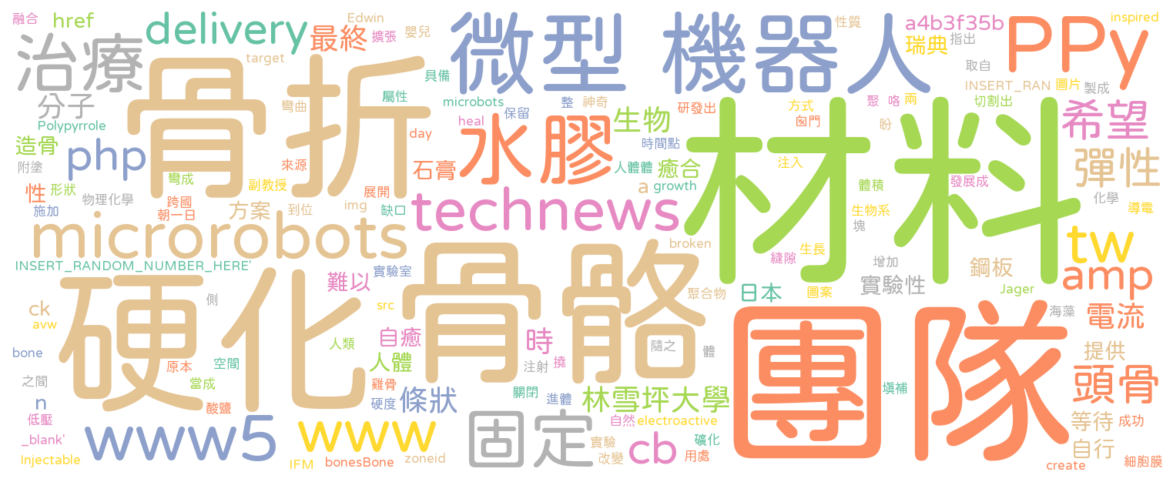 融合
href
delivery
Edwin
最終
擴張
嬰兒
微型
機器人
性質
a4b3f35b
瑞典
指出
PPy
inspired
治療
骨折
target
具備
取自
INSERT_RAN
圖片
製成
分子
彎曲
屬性
microbots
保留
整
神奇
研發出
方式
聚
咯
兩
切割出
希望
Polypyrrole
day
heal
水膠
生物
時間點
囟門
盼
材料
造骨
php
來源
石膏
人體體
癒合
注入
彈性
附塗
彎成
副教授
展開
a
growth
體積
發展成
性
形狀
物理化學
跨國
朝一日
方案
到位
img
缺口
technews
生物系
化學
導電
施加
塊
microrobots
broken
縫隙
生長
增加
tw
INSERT_RANDOM_NUMBER_HERE'
側
難以
實驗室
骨骼
聚合物
日本
圖案
實驗性
鋼板
Jager
amp
ck
avw
硬化
src
自癒
時
隨之
體
團隊
海藻
電流
bone
原本
空間
人類
人體
注射
撓
提供
之間
當成
雞骨
硬度
條狀
關閉
進體
林雪坪大學
填補
頭骨
n
酸鹽
低壓
www5
www
固定
自然
electroactive
等待
成功
_blank'
實驗
改變
cb
礦化
用處
自行
Injectable
IFM
bonesBone
zoneid
create
細胞膜